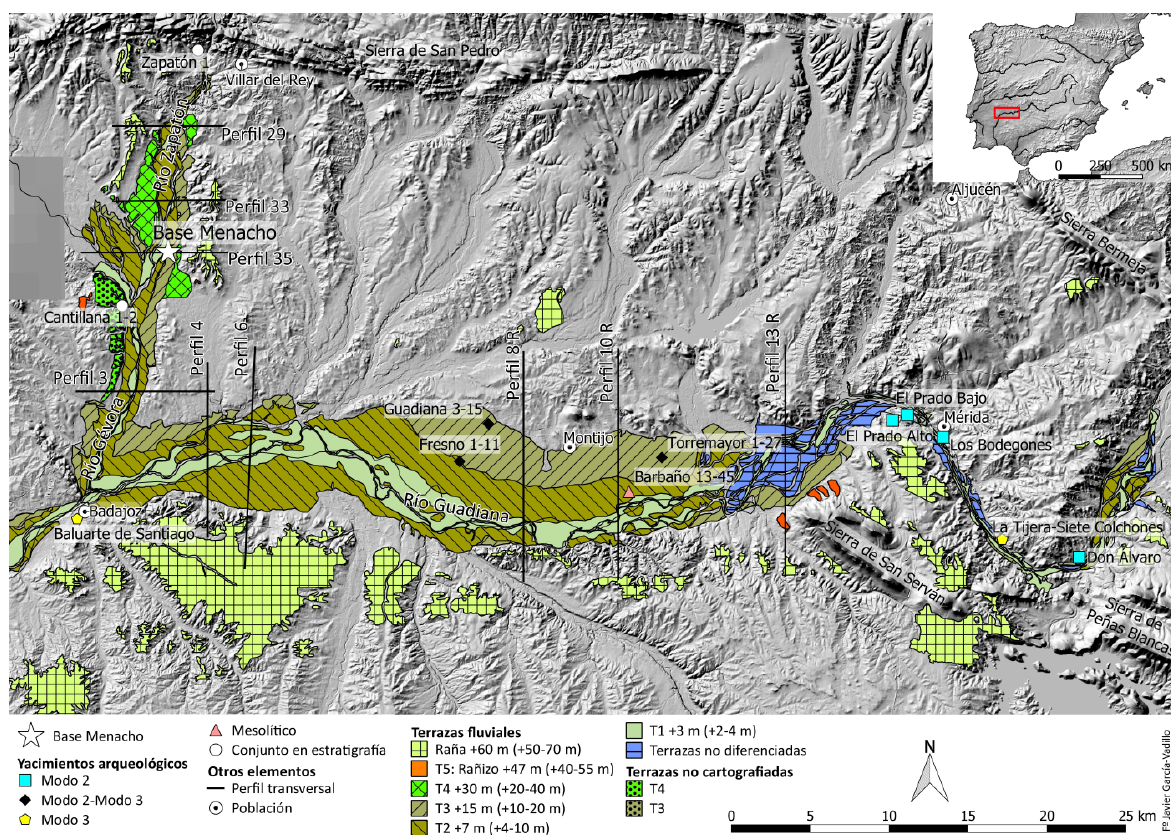 Sierra de San Pedro
Zapatón 1
Villar del Rey
Río Zapatón
Perfil 29
0 250 500 km
Aljucén
Perfil 33
Sierra Bermeja
Base Menacho
Perfil 35
Cantillana 1-2
Perfil 4
Perfil 6
Perfil 8 R
Perfil 10 R
Perfil 13 R
Perfil 3
El Prado Bajo
Guadiana 3-15
Mérida
Río Gévora
Fresno 1-11
Montijo
Torremayor 1-27
El Prado Alto
Los Bodegones
Barbaño 13-45
Río Guadiana
Badajoz
Baluarte de Santiago
La Tijera-Siete Colchones
Sierra de San Serván
Don Álvaro
Sierra de
Peñas Blancas
Base Menacho
Yacimientos arqueológicos
Modo 2
Modo 2-Modo 3
Modo 3
Mesolítico
Conjunto en estratigrafía
Otros elementos
Perfil transversal
Población
Terrazas fluviales
Raña +60 m (+50-70 m)
T5: Rañizo +47 m (+40-55 m)
T4 +30 m (+20-40 m)
T3 +15 m (+10-20 m)
T2 +7 m (+4-10 m)
T1 +3 m (+2-4 m)
Terrazas no diferenciadas
Terrazas no cartografiadas
T4
T3
N
0 5 10 15 20 25 km
Fº Javier García-Vadillo